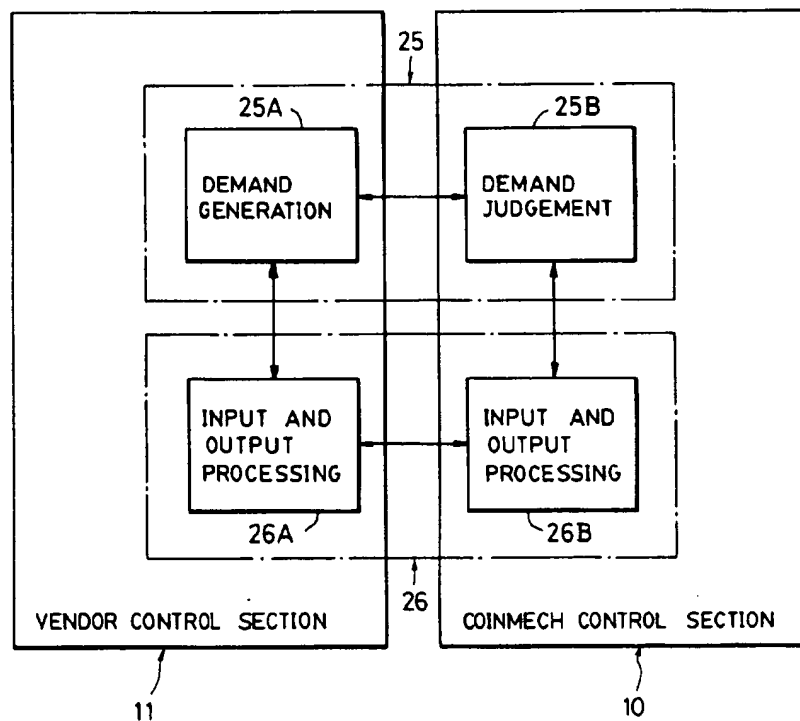 25
25A
25B
DEMAND
GENERATION
DEMAND
JUDGEMENT
INPUT AND
OUTPUT
PROCESSING
INPUT AND
OUTPUT
PROCESSING
26A
26B
26
VENDOR CONTROL SECTION
COINMECH CONTROL SECTION
11
10